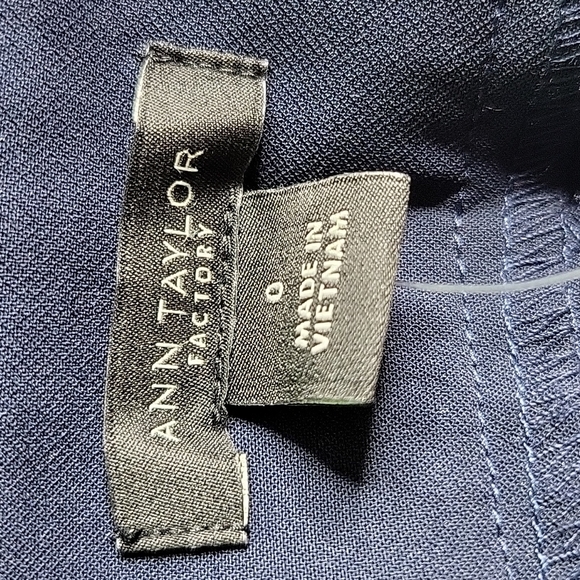 ANN TAYLOR
FACTORY
0
MADE IN
VIETNAM